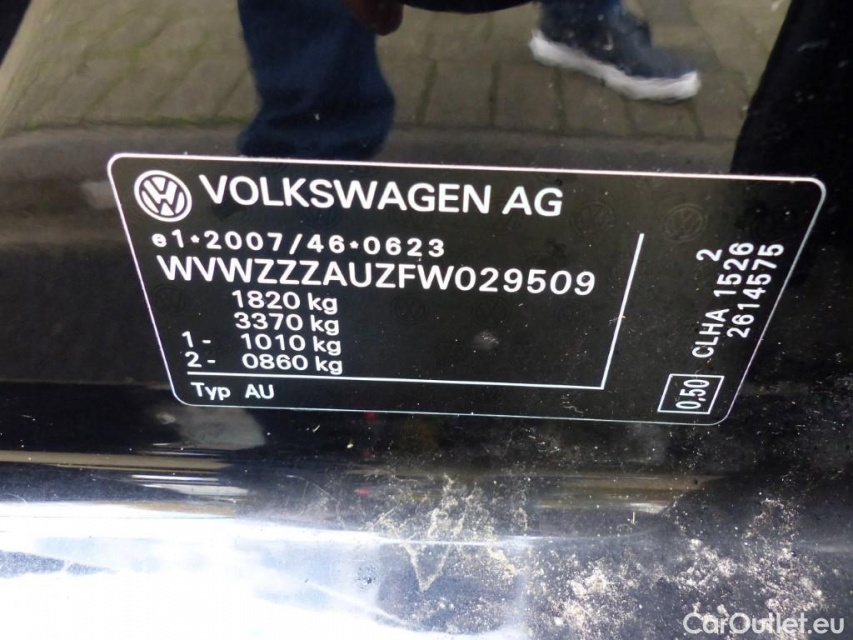 VOLKSWAGEN AG
e1*2007/46*0623
WVWZZZAUZFW029509
1820 kg
3370 kg
1- 1010 kg
2- 0860 kg
Typ AU
2
CLHA 1526
2614575
0,50
CarOutlet.eu